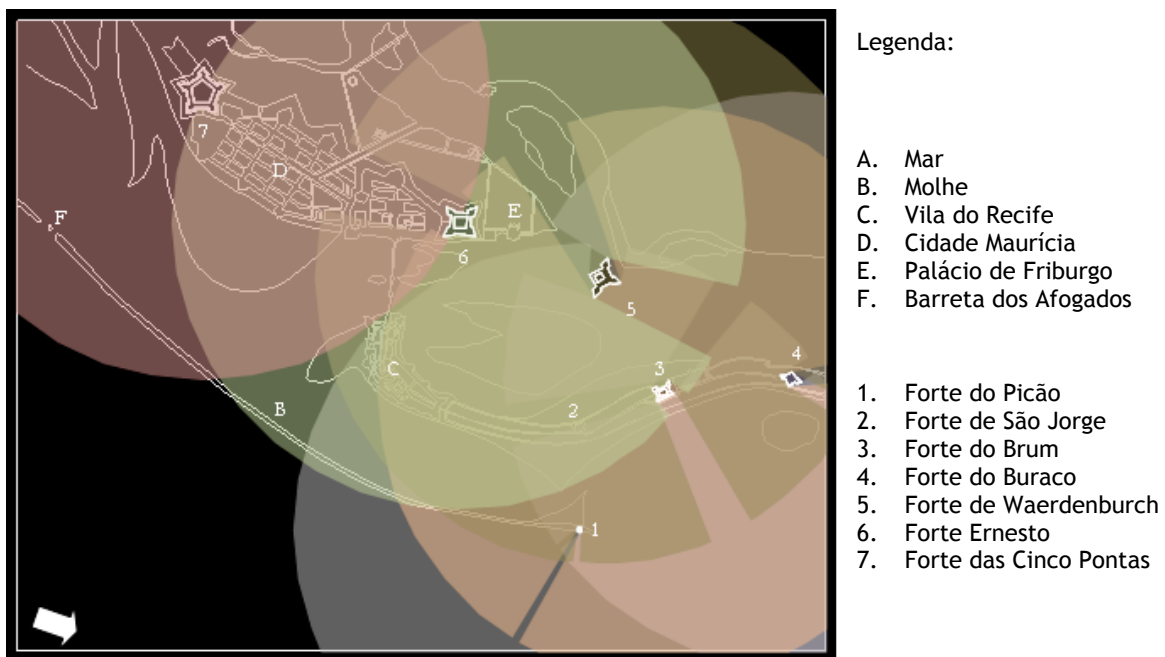 Legenda:
A. Mar
B. Molhe
C. Vila do Recife
D. Cidade Maurícia
E. Palácio de Friburgo
F. Barreta dos Afogados
1. Forte do Picão
2. Forte de São Jorge
3. Forte do Brum
4. Forte do Buraco
5. Forte de Waerdenburch
6. Forte Ernesto
7. Forte das Cinco Pontas
7
D
F
E
6
5
4
3
C
B
2
1